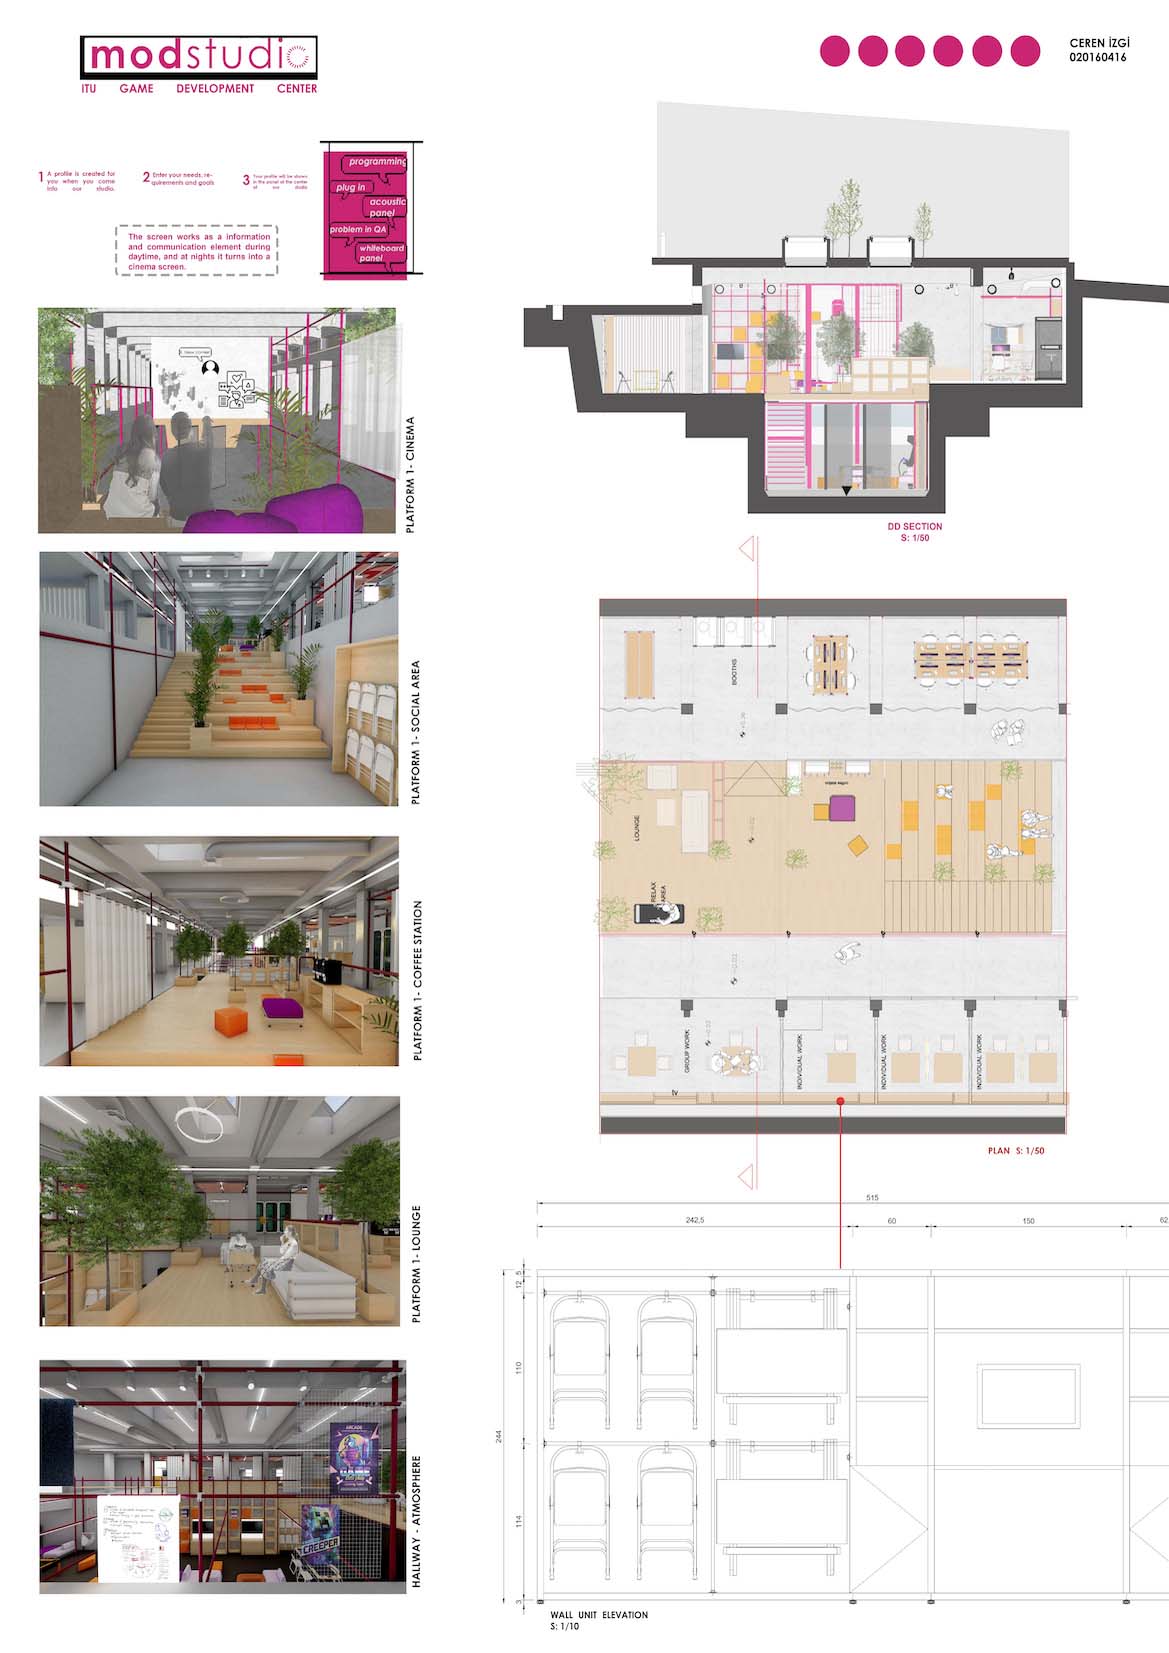 modstudio
ITU GAME DEVELOPMENT CENTER
CEREN İZGİ
020160416
1 A profile is created for
you when you come
into our studio.
2 Enter your needs, re-
quirements and goals
3 Your profile will be shown
in the panel at the center
of our studio
programming
plug in
acoustic
panel
problem in QA
whiteboard
panel
The screen works as a information
and communication element during
daytime, and at nights it turns into a
cinema screen.
PLATFORM 1- CINEMA
PLATFORM 1- SOCIAL AREA
PLATFORM 1- COFFEE STATION
PLATFORM 1- LOUNGE
ARCADE
CREEPER
HALLWAY - ATMOSPHERE
DD SECTION
S: 1/50
BOOTHS
LOUNGE
RELAX
AREA
GROUP WORK
INDIVIDUAL WORK
INDIVIDUAL WORK
INDIVIDUAL WORK
tv
PLAN S: 1/50
515
242,5
60
150
62
5
12
110
244
114
3
WALL UNIT ELEVATION
S: 1/10